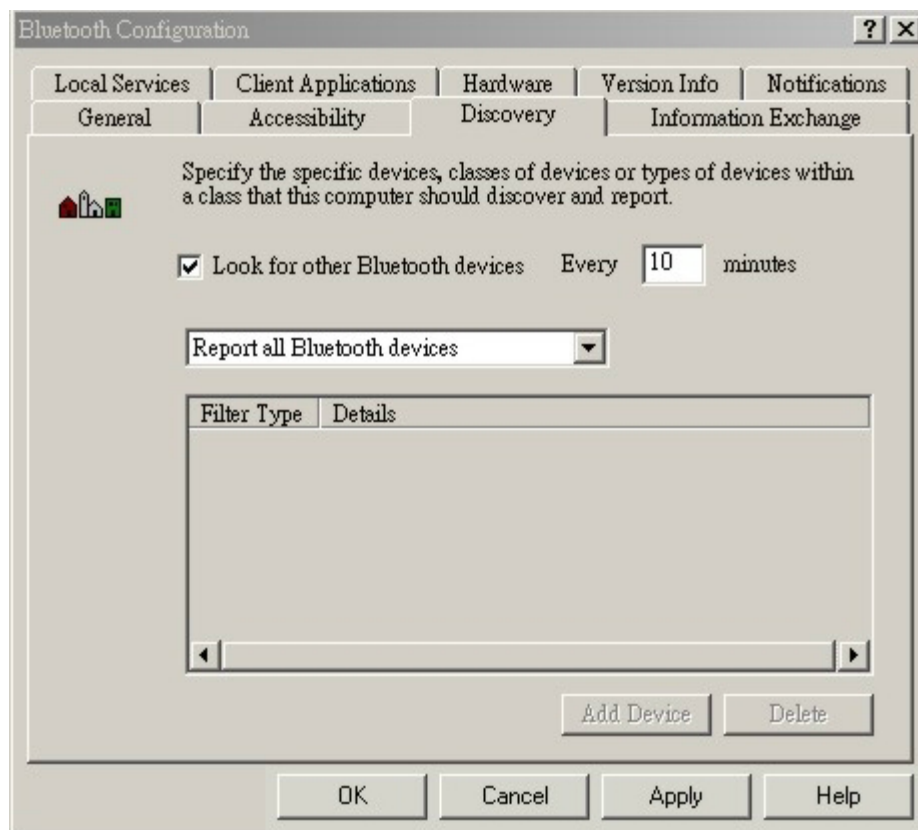 Bluetooth Configuration
? X
Local Services Client Applications Hardware Version Info Notifications
General Accessibility Discovery Information Exchange
Specify the specific devices, classes of devices or types of devices within
a class that this computer should discover and report.
Look for other Bluetooth devices Every 10 minutes
Report all Bluetooth devices
Filter Type Details
Add Device Delete
OK Cancel Apply Help